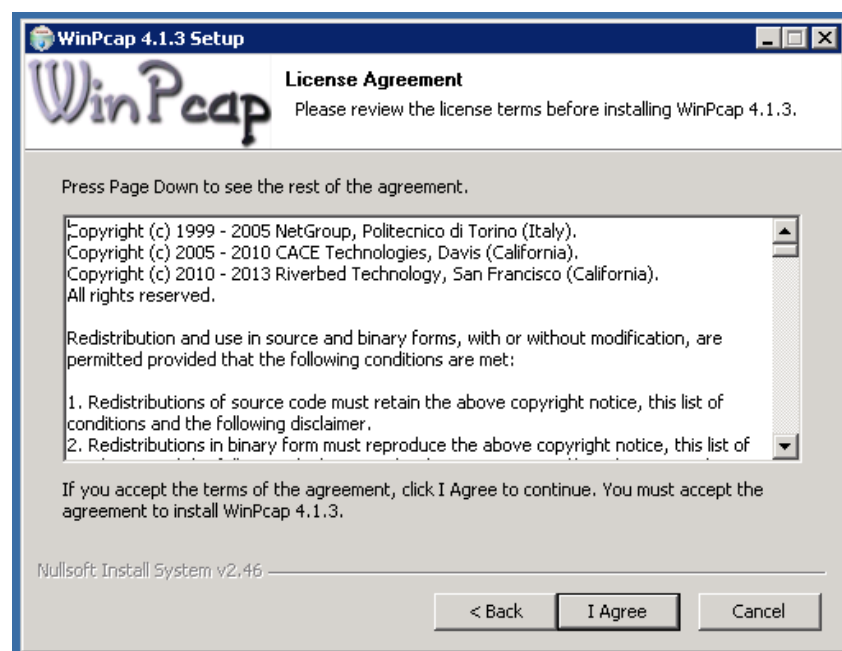 WinPcap 4.1.3 Setup
WinPcap
License Agreement
Please review the license terms before installing WinPcap 4.1.3.
Press Page Down to see the rest of the agreement.
Copyright (c) 1999 - 2005 NetGroup, Politecnico di Torino (Italy).
Copyright (c) 2005 - 2010 CACE Technologies, Davis (California).
Copyright (c) 2010 - 2013 Riverbed Technology, San Francisco (California).
All rights reserved.
Redistribution and use in source and binary forms, with or without modification, are
permitted provided that the following conditions are met:
1. Redistributions of source code must retain the above copyright notice, this list of
conditions and the following disclaimer.
2. Redistributions in binary form must reproduce the above copyright notice, this list of
If you accept the terms of the agreement, click I Agree to continue. You must accept the
agreement to install WinPcap 4.1.3.
Nullsoft Install System v2.46
< Back
I Agree
Cancel